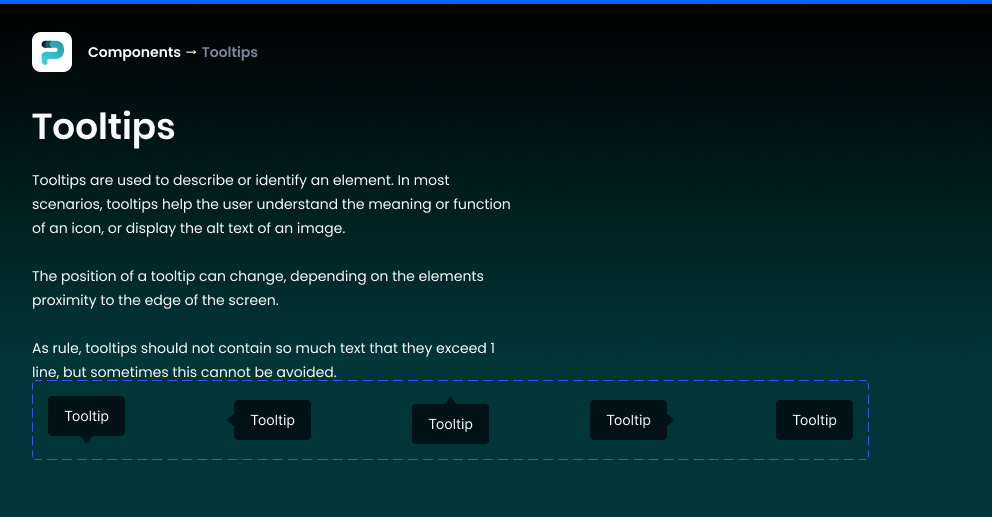 Components → Tooltips
Tooltips
Tooltips are used to describe or identify an element. In most
scenarios, tooltips help the user understand the meaning or function
of an icon, or display the alt text of an image.
The position of a tooltip can change, depending on the elements
proximity to the edge of the screen.
As rule, tooltips should not contain so much text that they exceed 1
line, but sometimes this cannot be avoided.
Tooltip Tooltip Tooltip Tooltip Tooltip